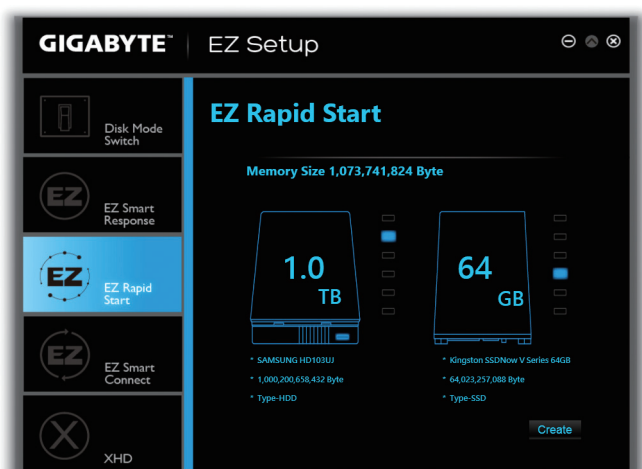 GIGABYTE™ EZ Setup
Disk Mode
Switch
EZ
EZ Smart
Response
EZ
EZ Rapid
Start
EZ
EZ Smart
Connect
X
XHD
EZ Rapid Start
Memory Size 1,073,741,824 Byte
1.0
TB
64
GB
* SAMSUNG HD103UJ
* 1,000,200,658,432 Byte
* Type-HDD
* Kingston SSDNow V Series 64GB
* 64,023,257,088 Byte
* Type-SSD
Create